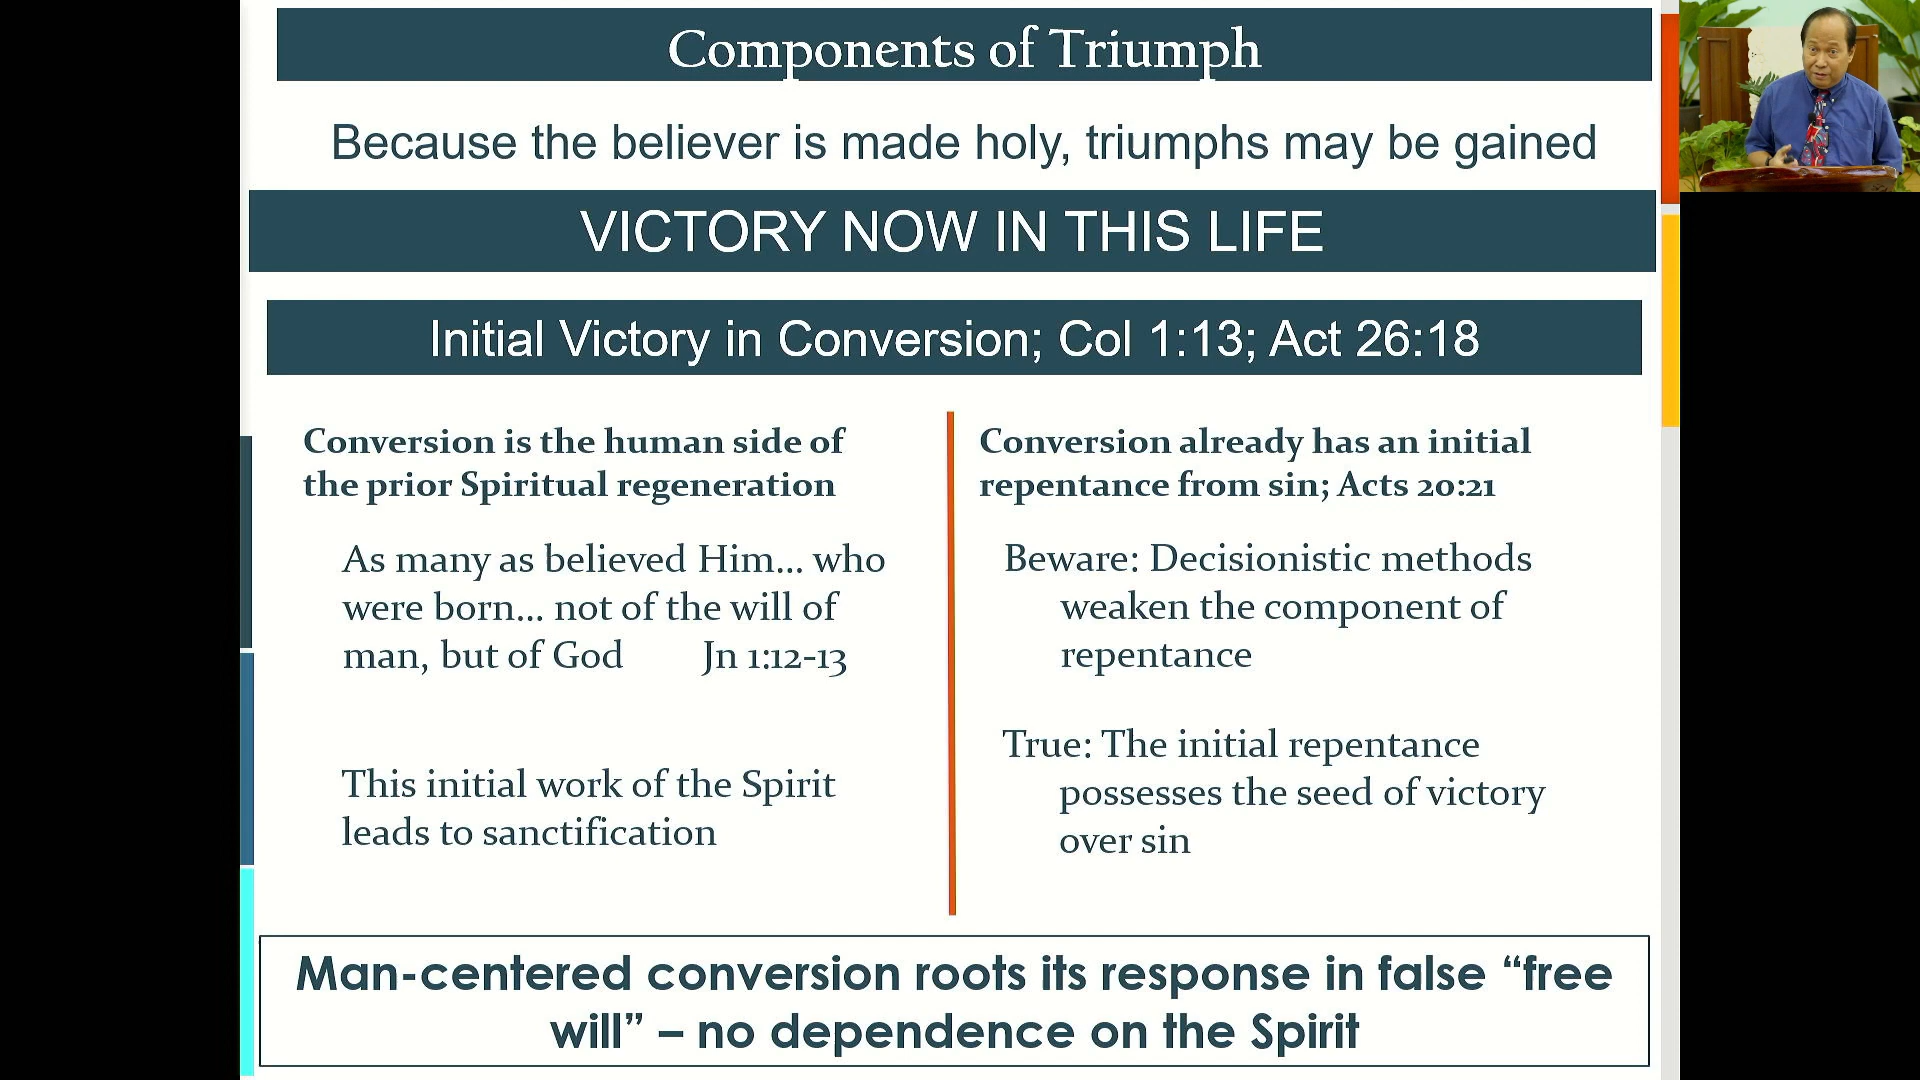 Components of Triumph
Because the believer is made holy, triumphs may be gained
VICTORY NOW IN THIS LIFE
Initial Victory in Conversion; Col 1:13; Act 26:18
Conversion is the human side of
the prior Spiritual regeneration
As many as believed Him... who
were born... not of the will of
man, but of God Jn 1:12-13
This initial work of the Spirit
leads to sanctification
Conversion already has an initial
repentance from sin; Acts 20:21
Beware: Decisionistic methods
weaken the component of
repentance
True: The initial repentance
possesses the seed of victory
over sin
Man-centered conversion roots its response in false “free
will” – no dependence on the Spirit